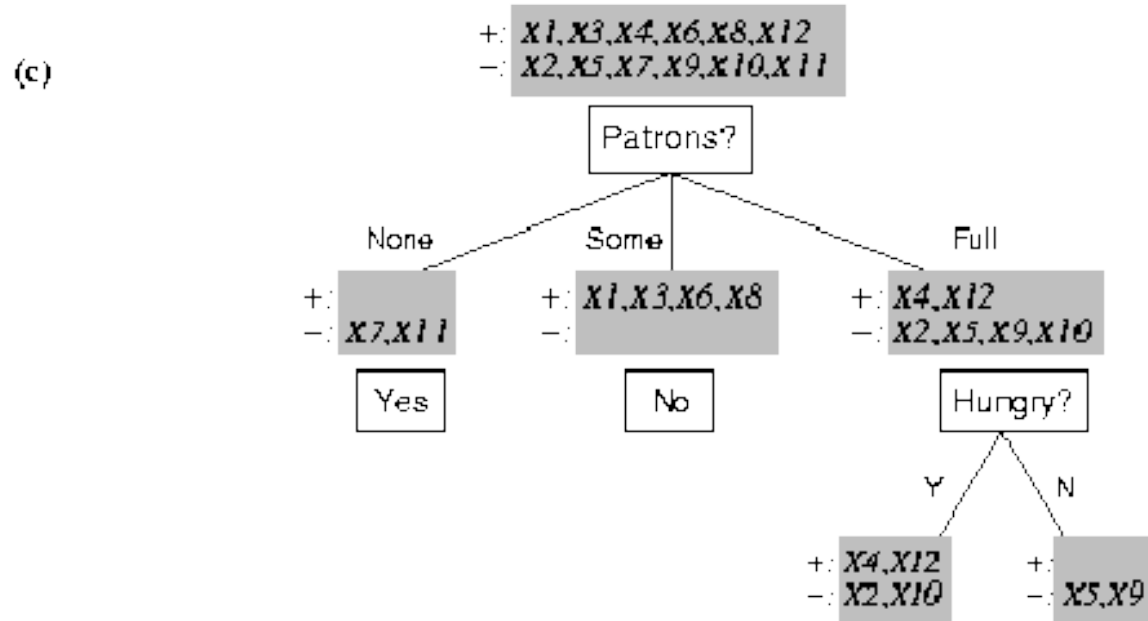 (c)
+: X1,X3,X4,X6,X8,X12
−: X2,X5,X7,X9,X10,X11
Patrons?
None
Some
Full
+:
−: X7,X11
+: X1,X3,X6,X8
−:
+: X4,X12
−: X2,X5,X9,X10
Yes
No
Hungry?
Y
N
+: X4,X12
−: X2,X10
+:
−: X5,X9